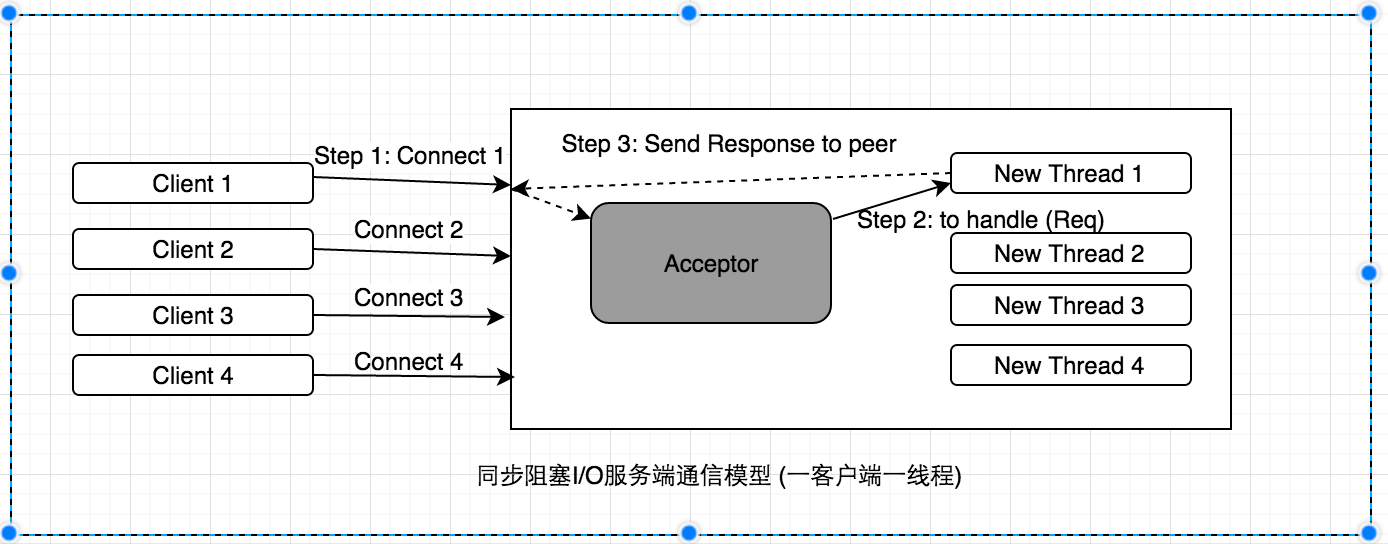 Step 3: Send Response to peer
Step 1: Connect 1
Client 1
New Thread 1
Connect 2
Step 2: to handle (Req)
Client 2
Acceptor
New Thread 2
Connect 3
Client 3
New Thread 3
Connect 4
Client 4
New Thread 4
同步阻塞I/O服务端通信模型 (一客户端一线程)